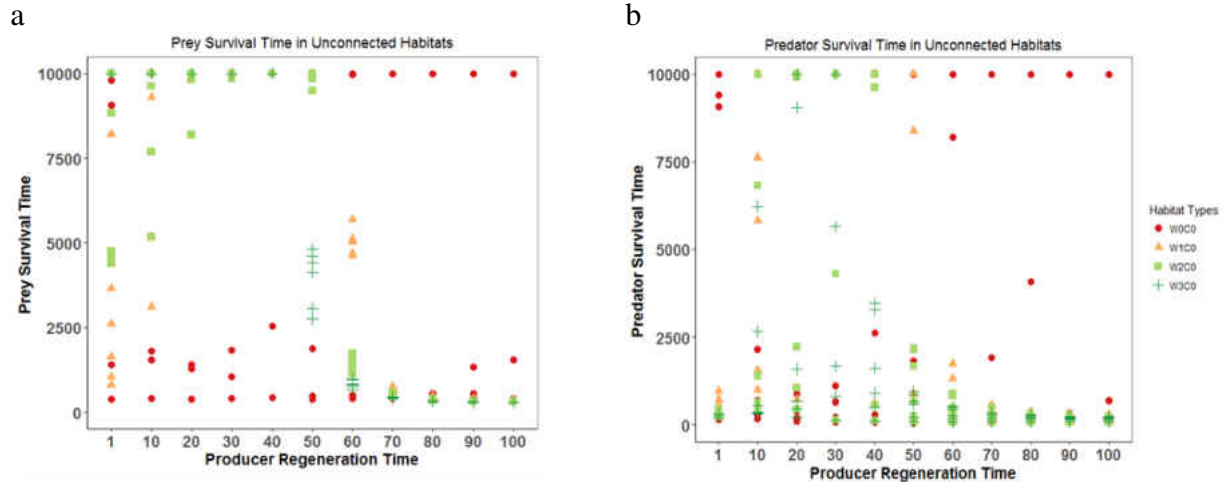 a
Prey Survival Time in Unconnected Habitats
Prey Survival Time
10000
7500
5000
2500
0
1 10 20 30 40 50 60 70 80 90 100
Producer Regeneration Time
b
Predator Survival Time in Unconnected Habitats
Predator Survival Time
10000
7500
5000
2500
0
1 10 20 30 40 50 60 70 80 90 100
Producer Regeneration Time
Habitat Types
W0C0
W1C0
W2C0
W3C0